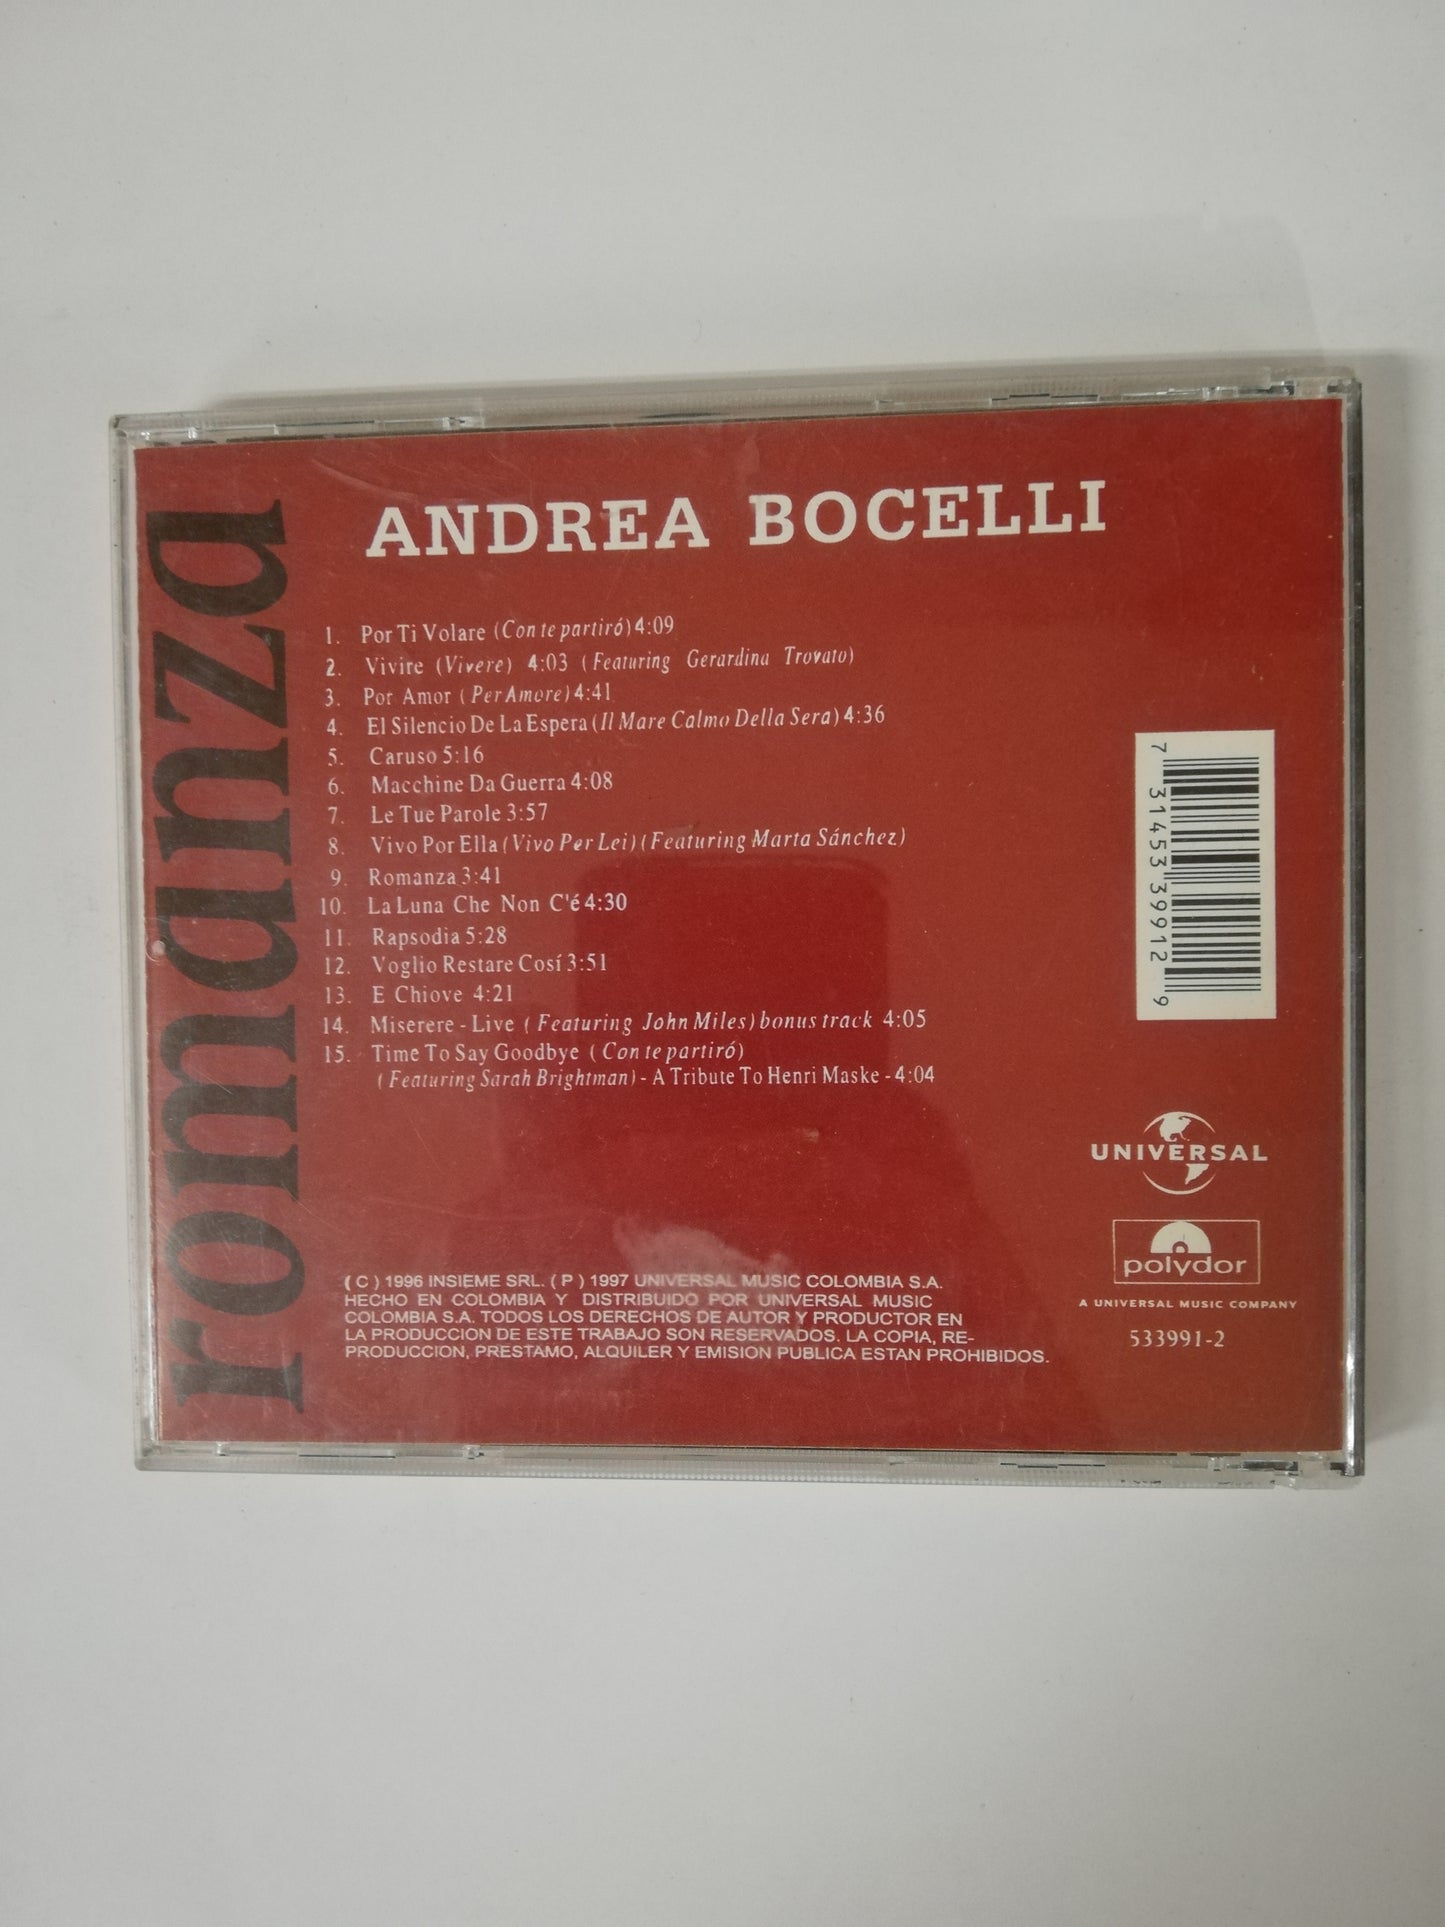 romanza
ANDREA BOCELLI
1. Por Ti Volare (Con te partiró) 4:09
2. Vivire (Vivere) 4:03 (Featuring Gerardina Trovato)
3. Por Amor (Per Amore) 4:41
4. El Silencio De La Espera (Il Mare Calmo Della Sera) 4:36
5. Caruso 5:16
6. Macchine Da Guerra 4:08
7. Le Tue Parole 3:57
8. Vivo Por Ella (Vivo Per Lei) (Featuring Marta Sánchez)
9. Romanza 3:41
10. La Luna Che Non C'é 4:30
11. Rapsodia 5:28
12. Voglio Restare Cosí 3:51
13. E Chiove 4:21
14. Miserere - Live (Featuring John Miles) bonus track 4:05
15. Time To Say Goodbye (Con te partiró)
(Featuring Sarah Brightman) - A Tribute To Henri Maske - 4:04
7 31453 39912 9
UNIVERSAL
polydor
A UNIVERSAL MUSIC COMPANY
533991-2
(C) 1996 INSIEME SRL. (P) 1997 UNIVERSAL MUSIC COLOMBIA S.A.
HECHO EN COLOMBIA Y DISTRIBUIDO POR UNIVERSAL MUSIC
COLOMBIA S.A. TODOS LOS DERECHOS DE AUTOR Y PRODUCTOR EN
LA PRODUCCION DE ESTE TRABAJO SON RESERVADOS. LA COPIA, RE-
PRODUCCION, PRESTAMO, ALQUILER Y EMISION PUBLICA ESTAN PROHIBIDOS.